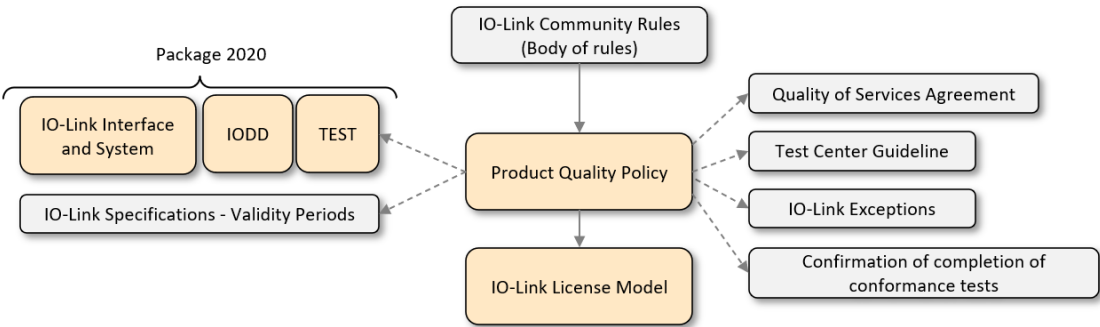 IO-Link Community Rules
(Body of rules)
Package 2020
IO-Link Interface
and System
IODD
TEST
IO-Link Specifications - Validity Periods
Product Quality Policy
IO-Link License Model
Quality of Services Agreement
Test Center Guideline
IO-Link Exceptions
Confirmation of completion of
conformance tests